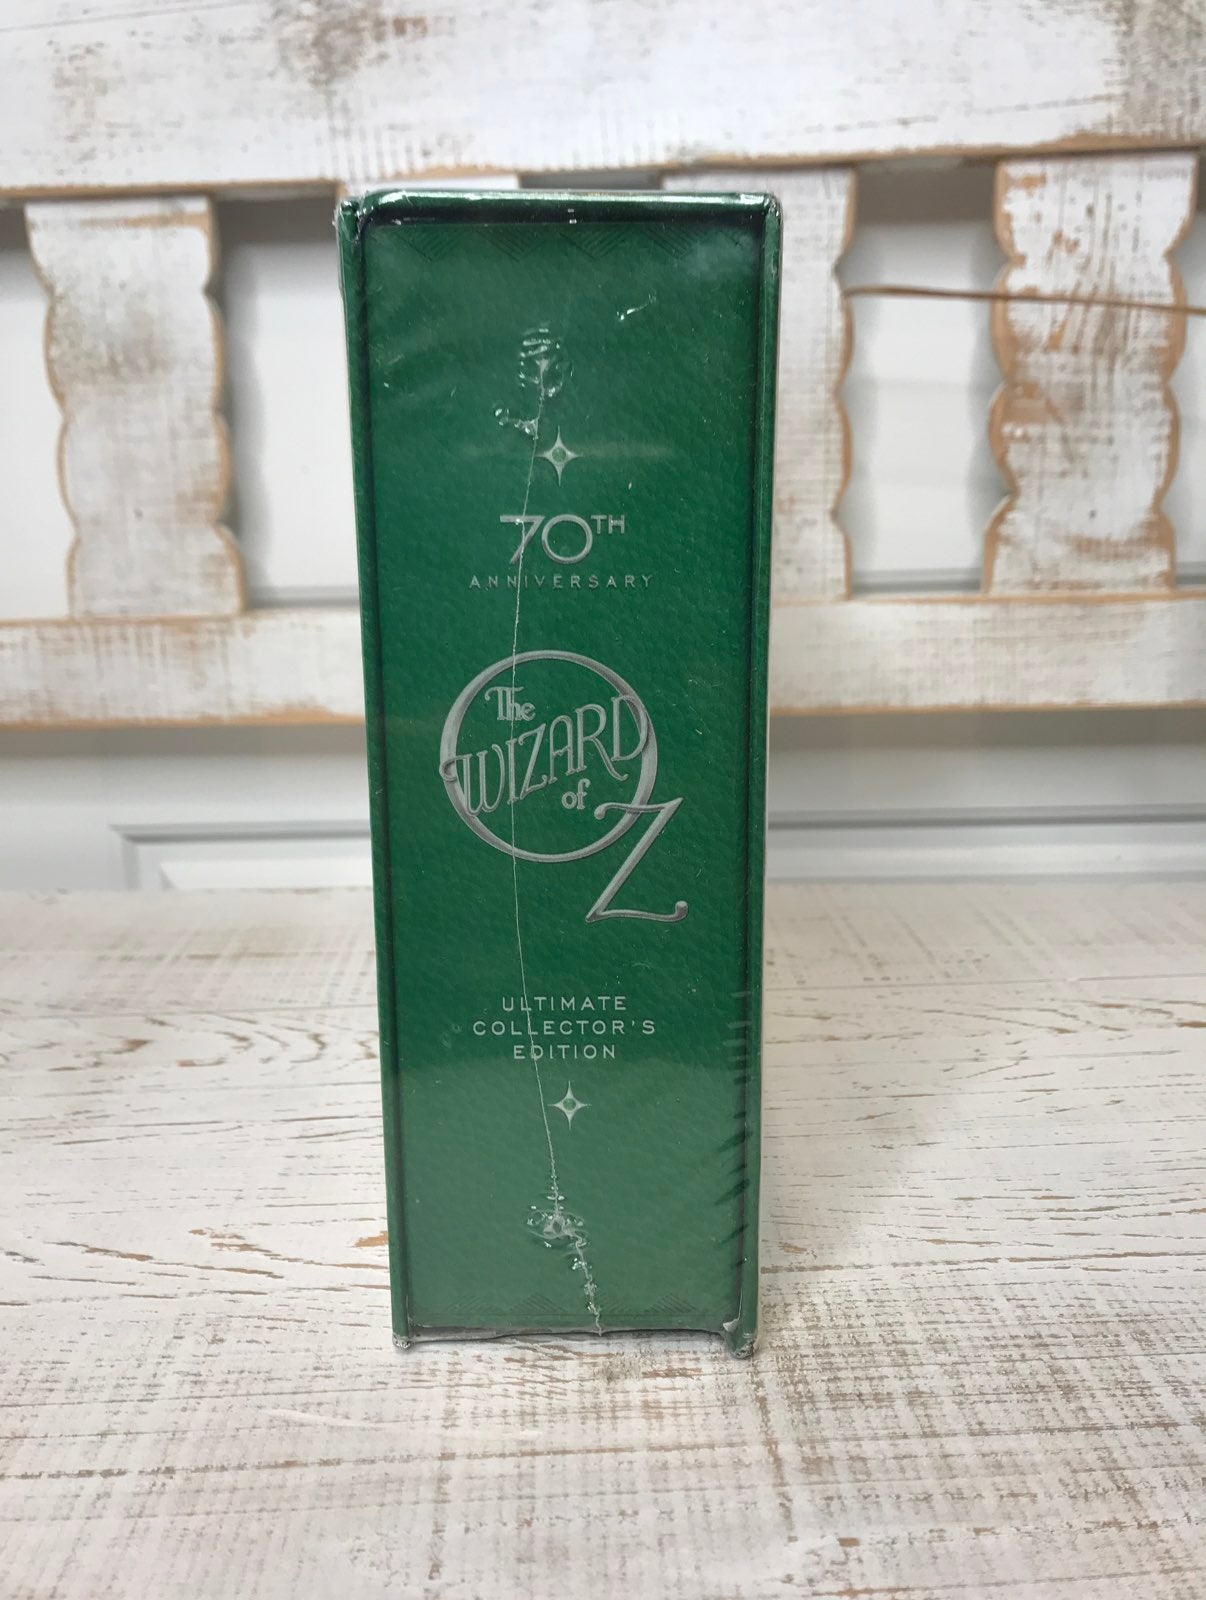 70TH
ANNIVERSARY
The
WIZARD
of
OZ
ULTIMATE
COLLECTOR'S
EDITION